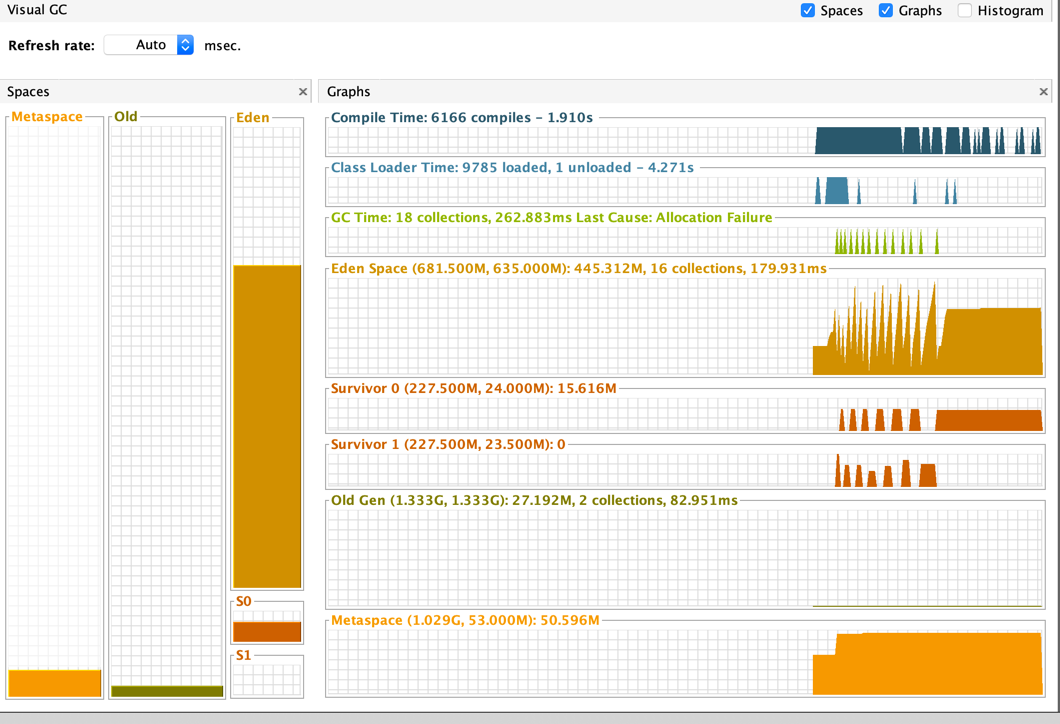 Visual GC
Spaces Graphs Histogram
Refresh rate: Auto msec.
Spaces
Metaspace
Old
Eden
S0
S1
Graphs
Compile Time: 6166 compiles - 1.910s
Class Loader Time: 9785 loaded, 1 unloaded - 4.271s
GC Time: 18 collections, 262.883ms Last Cause: Allocation Failure
Eden Space (681.500M, 635.000M): 445.312M, 16 collections, 179.931ms
Survivor 0 (227.500M, 24.000M): 15.616M
Survivor 1 (227.500M, 23.500M): 0
Old Gen (1.333G, 1.333G): 27.192M, 2 collections, 82.951ms
Metaspace (1.029G, 53.000M): 50.596M